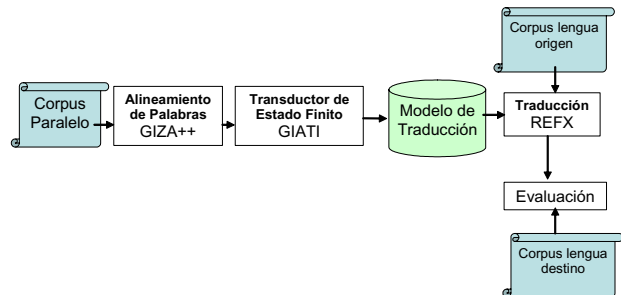 Corpus lengua
origen
Corpus
Paralelo
Alineamiento
de Palabras
GIZA++
Transductor de
Estado Finito
GIATI
Modelo de
Traducción
Traducción
REFX
Evaluación
Corpus lengua
destino